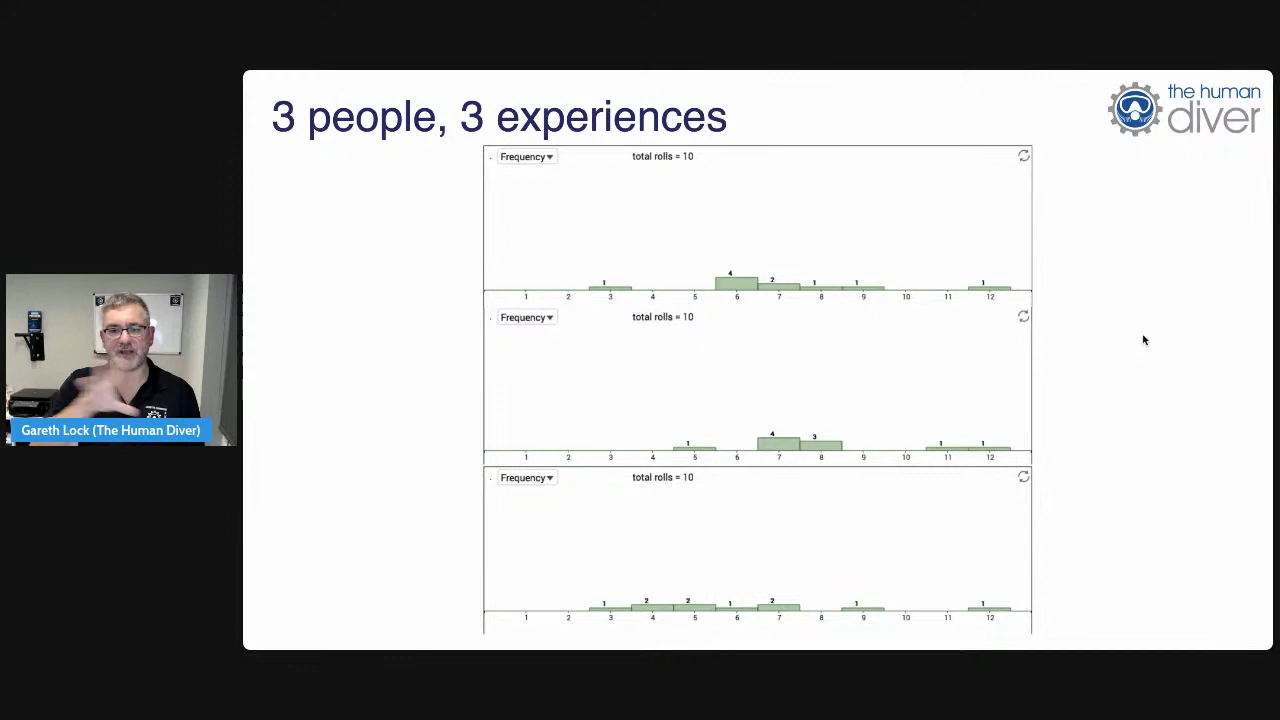 3 people, 3 experiences
the human
diver
Frequency▾
total rolls = 10
1
4
2
1
1
1
1 2 3 4 5 6 7 8 9 10 11 12
Frequency▾
total rolls = 10
1
4
3
1
1
1 2 3 4 5 6 7 8 9 10 11 12
Frequency▾
total rolls = 10
1
2
2
1
2
1
1
1 2 3 4 5 6 7 8 9 10 11 12
Gareth Lock (The Human Diver)